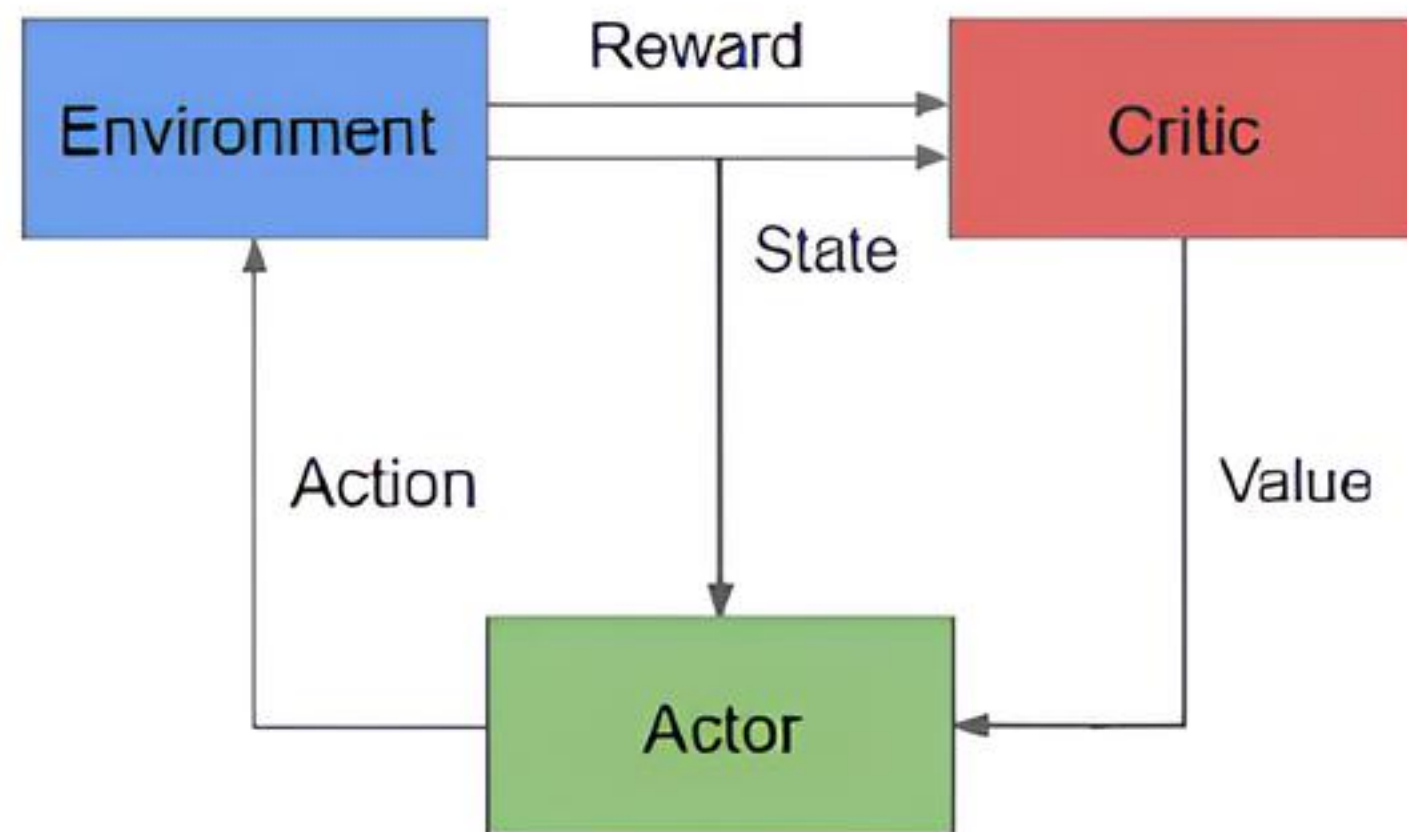 Reward
Environment
Critic
State
Action
Value
Actor